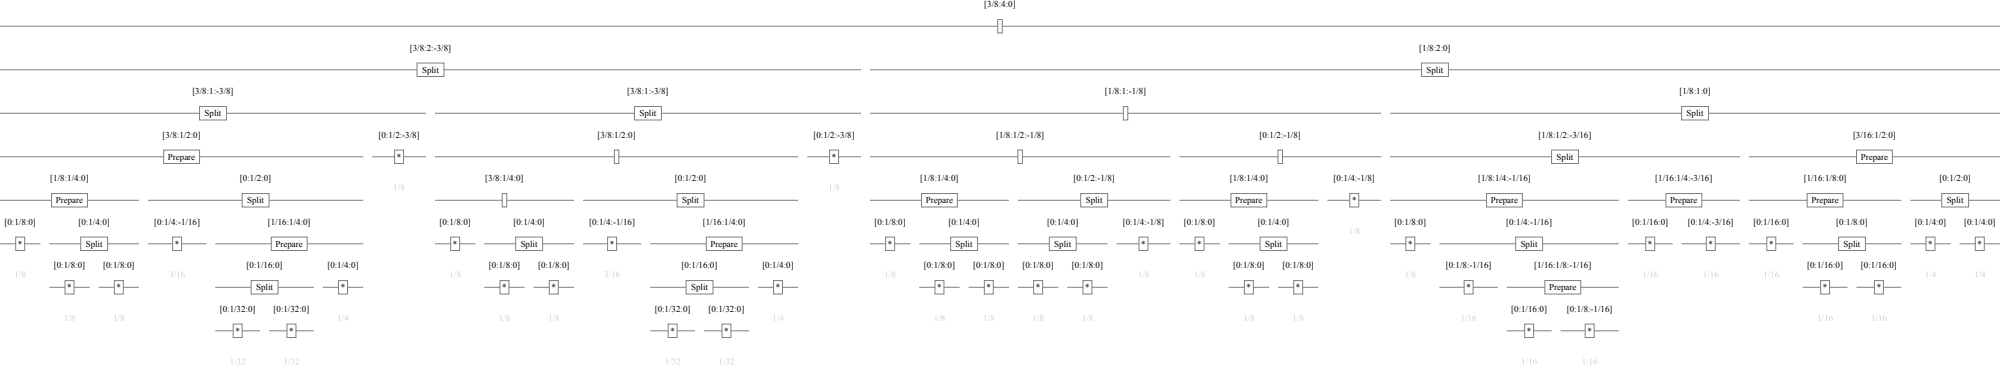 [3/8:4:0]
[3/8:2:-3/8] [1/8:2:0]
Split Split
[3/8:1:-3/8] [3/8:1:-3/8] [1/8:1:-1/8] [1/8:1:0]
Split Split Split
[3/8:1/2:0] [0:1/2:-3/8] [3/8:1/2:0] [0:1/2:-3/8] [1/8:1/2:-1/8] [0:1/2:-1/8] [1/8:1/2:-3/16] [3/16:1/2:0]
Prepare * * Split Prepare
[1/8:1/4:0] [0:1/2:0] 1/8 [3/8:1/4:0] [0:1/2:0] 1/8 [1/8:1/4:0] [0:1/2:-1/8] [1/8:1/4:0] [0:1/4:-1/8] [1/8:1/4:-1/16] [1/16:1/4:-3/16] [1/16:1/8:0] [0:1/2:0]
Prepare Split Split Prepare Split Prepare * Prepare Prepare Prepare Split
[0:1/8:0] [0:1/4:0] [0:1/4:-1/16] [1/16:1/4:0] [0:1/8:0] [0:1/4:0] [0:1/4:-1/16] [1/16:1/4:0] [0:1/8:0] [0:1/4:0] [0:1/4:0] [0:1/4:-1/8] [0:1/8:0] [0:1/4:0] 1/8 [0:1/8:0] [0:1/4:-1/16] [0:1/16:0] [0:1/4:-3/16] [0:1/16:0] [0:1/8:0] [0:1/4:0] [0:1/4:0]
* Split * Prepare * Split * Prepare * Split Split * * Split * Split * * * Split * *
1/8 [0:1/8:0] [0:1/8:0] 3/16 [0:1/16:0] [0:1/4:0] 1/8 [0:1/8:0] [0:1/8:0] 3/16 [0:1/16:0] [0:1/4:0] 1/8 [0:1/8:0] [0:1/8:0] [0:1/8:0] [0:1/8:0] 1/8 1/8 [0:1/8:0] [0:1/8:0] 1/8 [0:1/8:-1/16] [1/16:1/8:-1/16] 1/16 1/16 1/16 [0:1/16:0] [0:1/16:0] 1/4 1/4
* * Split * * * Split * * * * * * * * Prepare * *
1/8 1/8 [0:1/32:0] [0:1/32:0] 1/4 1/8 1/8 [0:1/32:0] [0:1/32:0] 1/4 1/8 1/8 1/8 1/8 1/8 1/8 1/16 [0:1/16:0] [0:1/8:-1/16] 1/16 1/16
* * * * * *
1/32 1/32 1/32 1/32 1/16 1/16